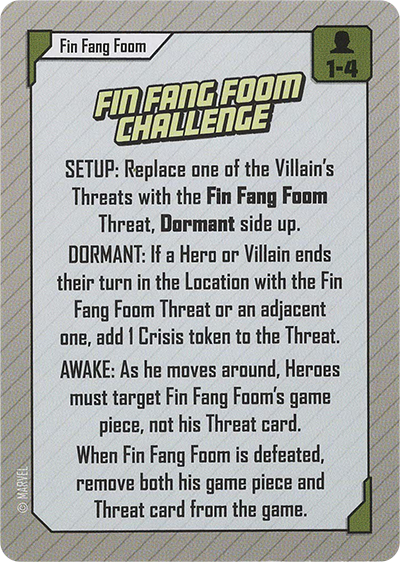 Fin Fang Foom
1-4
FIN FANG FOOM
CHALLENGE
SETUP: Replace one of the Villain's
Threats with the Fin Fang Foom
Threat, Dormant side up.
DORMANT: If a Hero or Villain ends
their turn in the Location with the Fin
Fang Foom Threat or an adjacent
one, add 1 Crisis token to the Threat.
AWAKE: As he moves around, Heroes
must target Fin Fang Foom's game
piece, not his Threat card.
When Fin Fang Foom is defeated,
remove both his game piece and
Threat card from the game.
© MARVEL